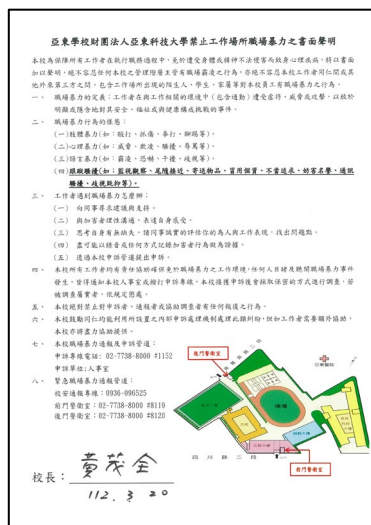 亞東學校財團法人亞東科技大學禁止工作場所職場暴力之書面聲明
本校為保障所有工作者在執行職務過程中，免於遭受身體或精神不法侵害而致身心理疾病，特以書面
加以聲明，絕不容忍任何本校之管理階層主管有職場霸凌之行為，亦絕不容忍本校工作者同仁間或其
他外來第三方之間，包含工作場所出現的陌生人、學生、家屬等對本校員工有職場暴力之行為。
一、 職場暴力的定義：工作者在與工作相關的環境中(包含通勤)遭受虐待、威脅或攻擊，以致於
明顯或隱含地對其安全、福祉或與健康構成挑戰的事件。
二、 職場暴力行為的樣態：
(一)肢體暴力(如：毆打、抓傷、拳打、腳踢等)。
(二)心理暴力(如：威脅、欺凌、騷擾、辱罵等)。
(三)語言暴力(如：霸凌、恐嚇、干擾、歧視等)。
(四)跟蹤騷擾(如：監視觀察、尾隨接近、寄送物品、冒用個資、不當追求、妨害名譽、通訊
騷擾、歧視貶抑等)。
三、 工作者遇到職場暴力怎麼辦：
(一) 向同事尋求建議與支持。
(二) 與加害者理性溝通，表達自身感受。
(三) 思考自身有無缺失，請同事誠實的評估你的為人與工作表現，找出問題點。
(四) 盡可能以錄音或任何方式記錄加害者行為做為證據。
(五) 透過本校申訴管道提出申訴。
四、 本校所有工作者均有責任協助確保免於職場暴力之工作環境，任何人目睹及聽聞職場暴力事件
發生，皆得通知本校人事室或撥打申訴專線，本校接獲申訴後會採取保密的方式進行調查，若
被調查屬實者，依規定懲處。
五、 本校絕對禁止對申訴者、通報者或協助調查者有任何報復之行為。
六、 本校鼓勵同仁均能利用所設置之內部申訴處理機制處理此類糾紛，但如工作者需要額外協助，
本校亦將盡力協助提供。
七、 本校職場暴力通報及申訴管道：
申訴專線電話：02-7738-8000 #1152
申訴單位：人事室
八、 緊急職場暴力通報管道：
校安通報專線：0936-096525
前門警衛室：02-7738-8000 #8119
後門警衛室：02-7738-8000 #8120
後門警衛室
亞東醫院
操場
前門警衛室
四川路二段
校長：黃茂全
112. 3. 20